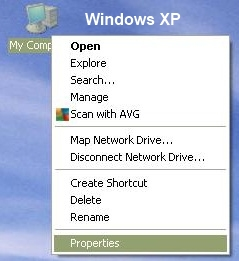 Windows XP
My Comp
Open
Explore
Search...
Manage
Scan with AVG
Map Network Drive...
Disconnect Network Drive...
Create Shortcut
Delete
Rename
Properties